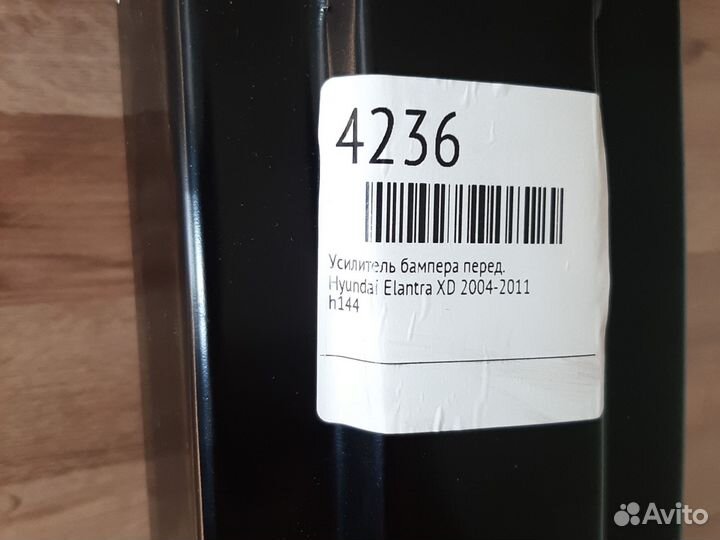 4236
Усилитель бампера перед.
Hyundai Elantra XD 2004-2011
h144
Avito